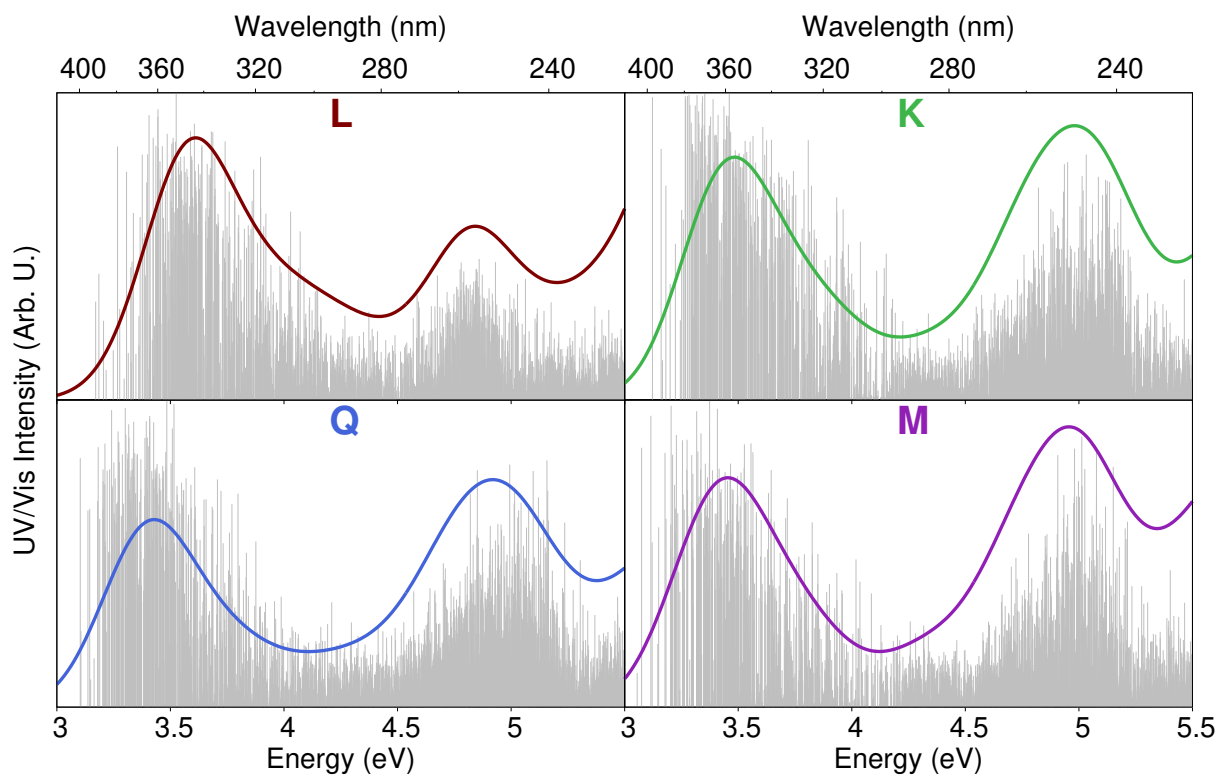 Wavelength (nm) Wavelength (nm)
400 360 320 280 240 400 360 320 280 240
L K
UV/Vis Intensity (Arb. U.)
Q M
3 3.5 4 4.5 5 3 3.5 4 4.5 5 5.5
Energy (eV) Energy (eV)